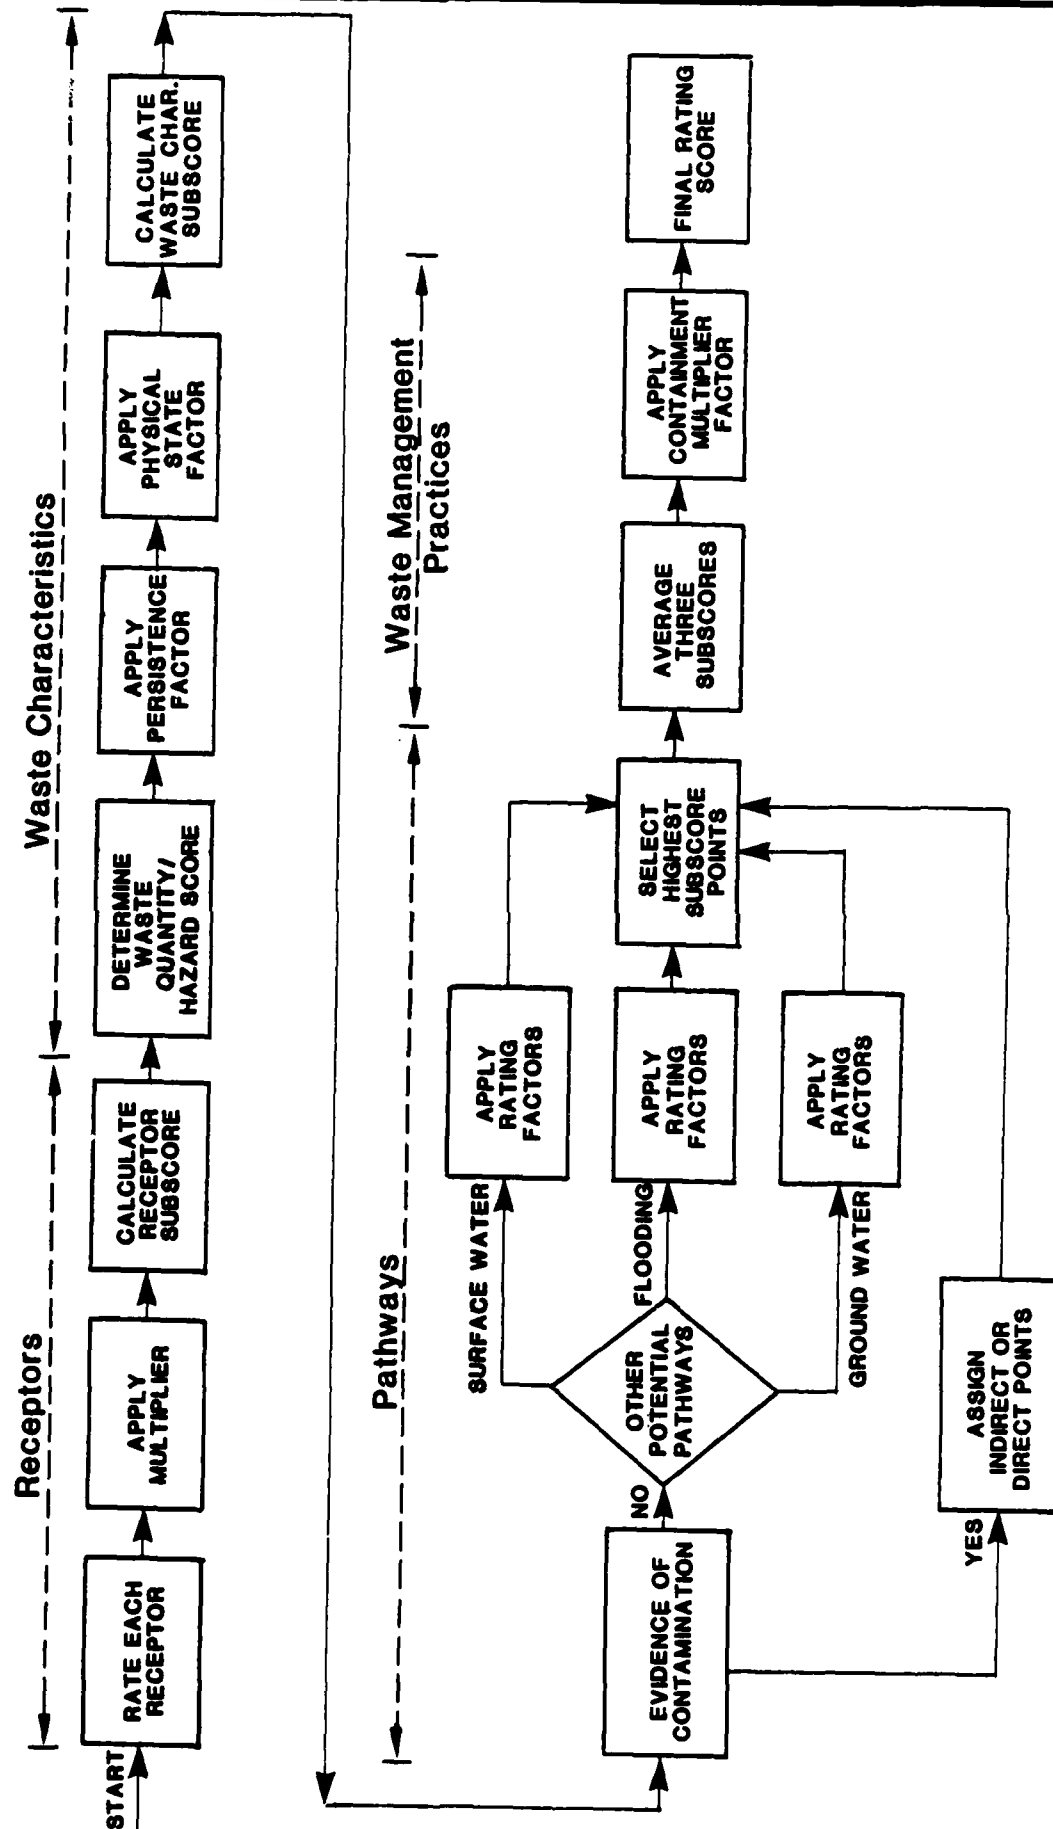 Receptors
Waste Characteristics
START
RATE EACH
RECEPTOR
APPLY
MULTIPLIER
CALCULATE
RECEPTOR
SUBSCORE
DETERMINE
WASTE
QUANTITY/
HAZARD SCORE
APPLY
PERSISTENCE
FACTOR
APPLY
PHYSICAL
STATE
FACTOR
CALCULATE
WASTE CHAR.
SUBSCORE
Pathways
Waste Management
Practices
EVIDENCE OF
CONTAMINATION
NO
YES
OTHER
POTENTIAL
PATHWAYS
SURFACE WATER
FLOODING
GROUND WATER
APPLY
RATING
FACTORS
APPLY
RATING
FACTORS
APPLY
RATING
FACTORS
ASSIGN
INDIRECT OR
DIRECT POINTS
SELECT
HIGHEST
SUBSCORE
POINTS
AVERAGE
THREE
SUBSCORES
APPLY
CONTAINMENT
MULTIPLIER
FACTOR
FINAL RATING
SCORE